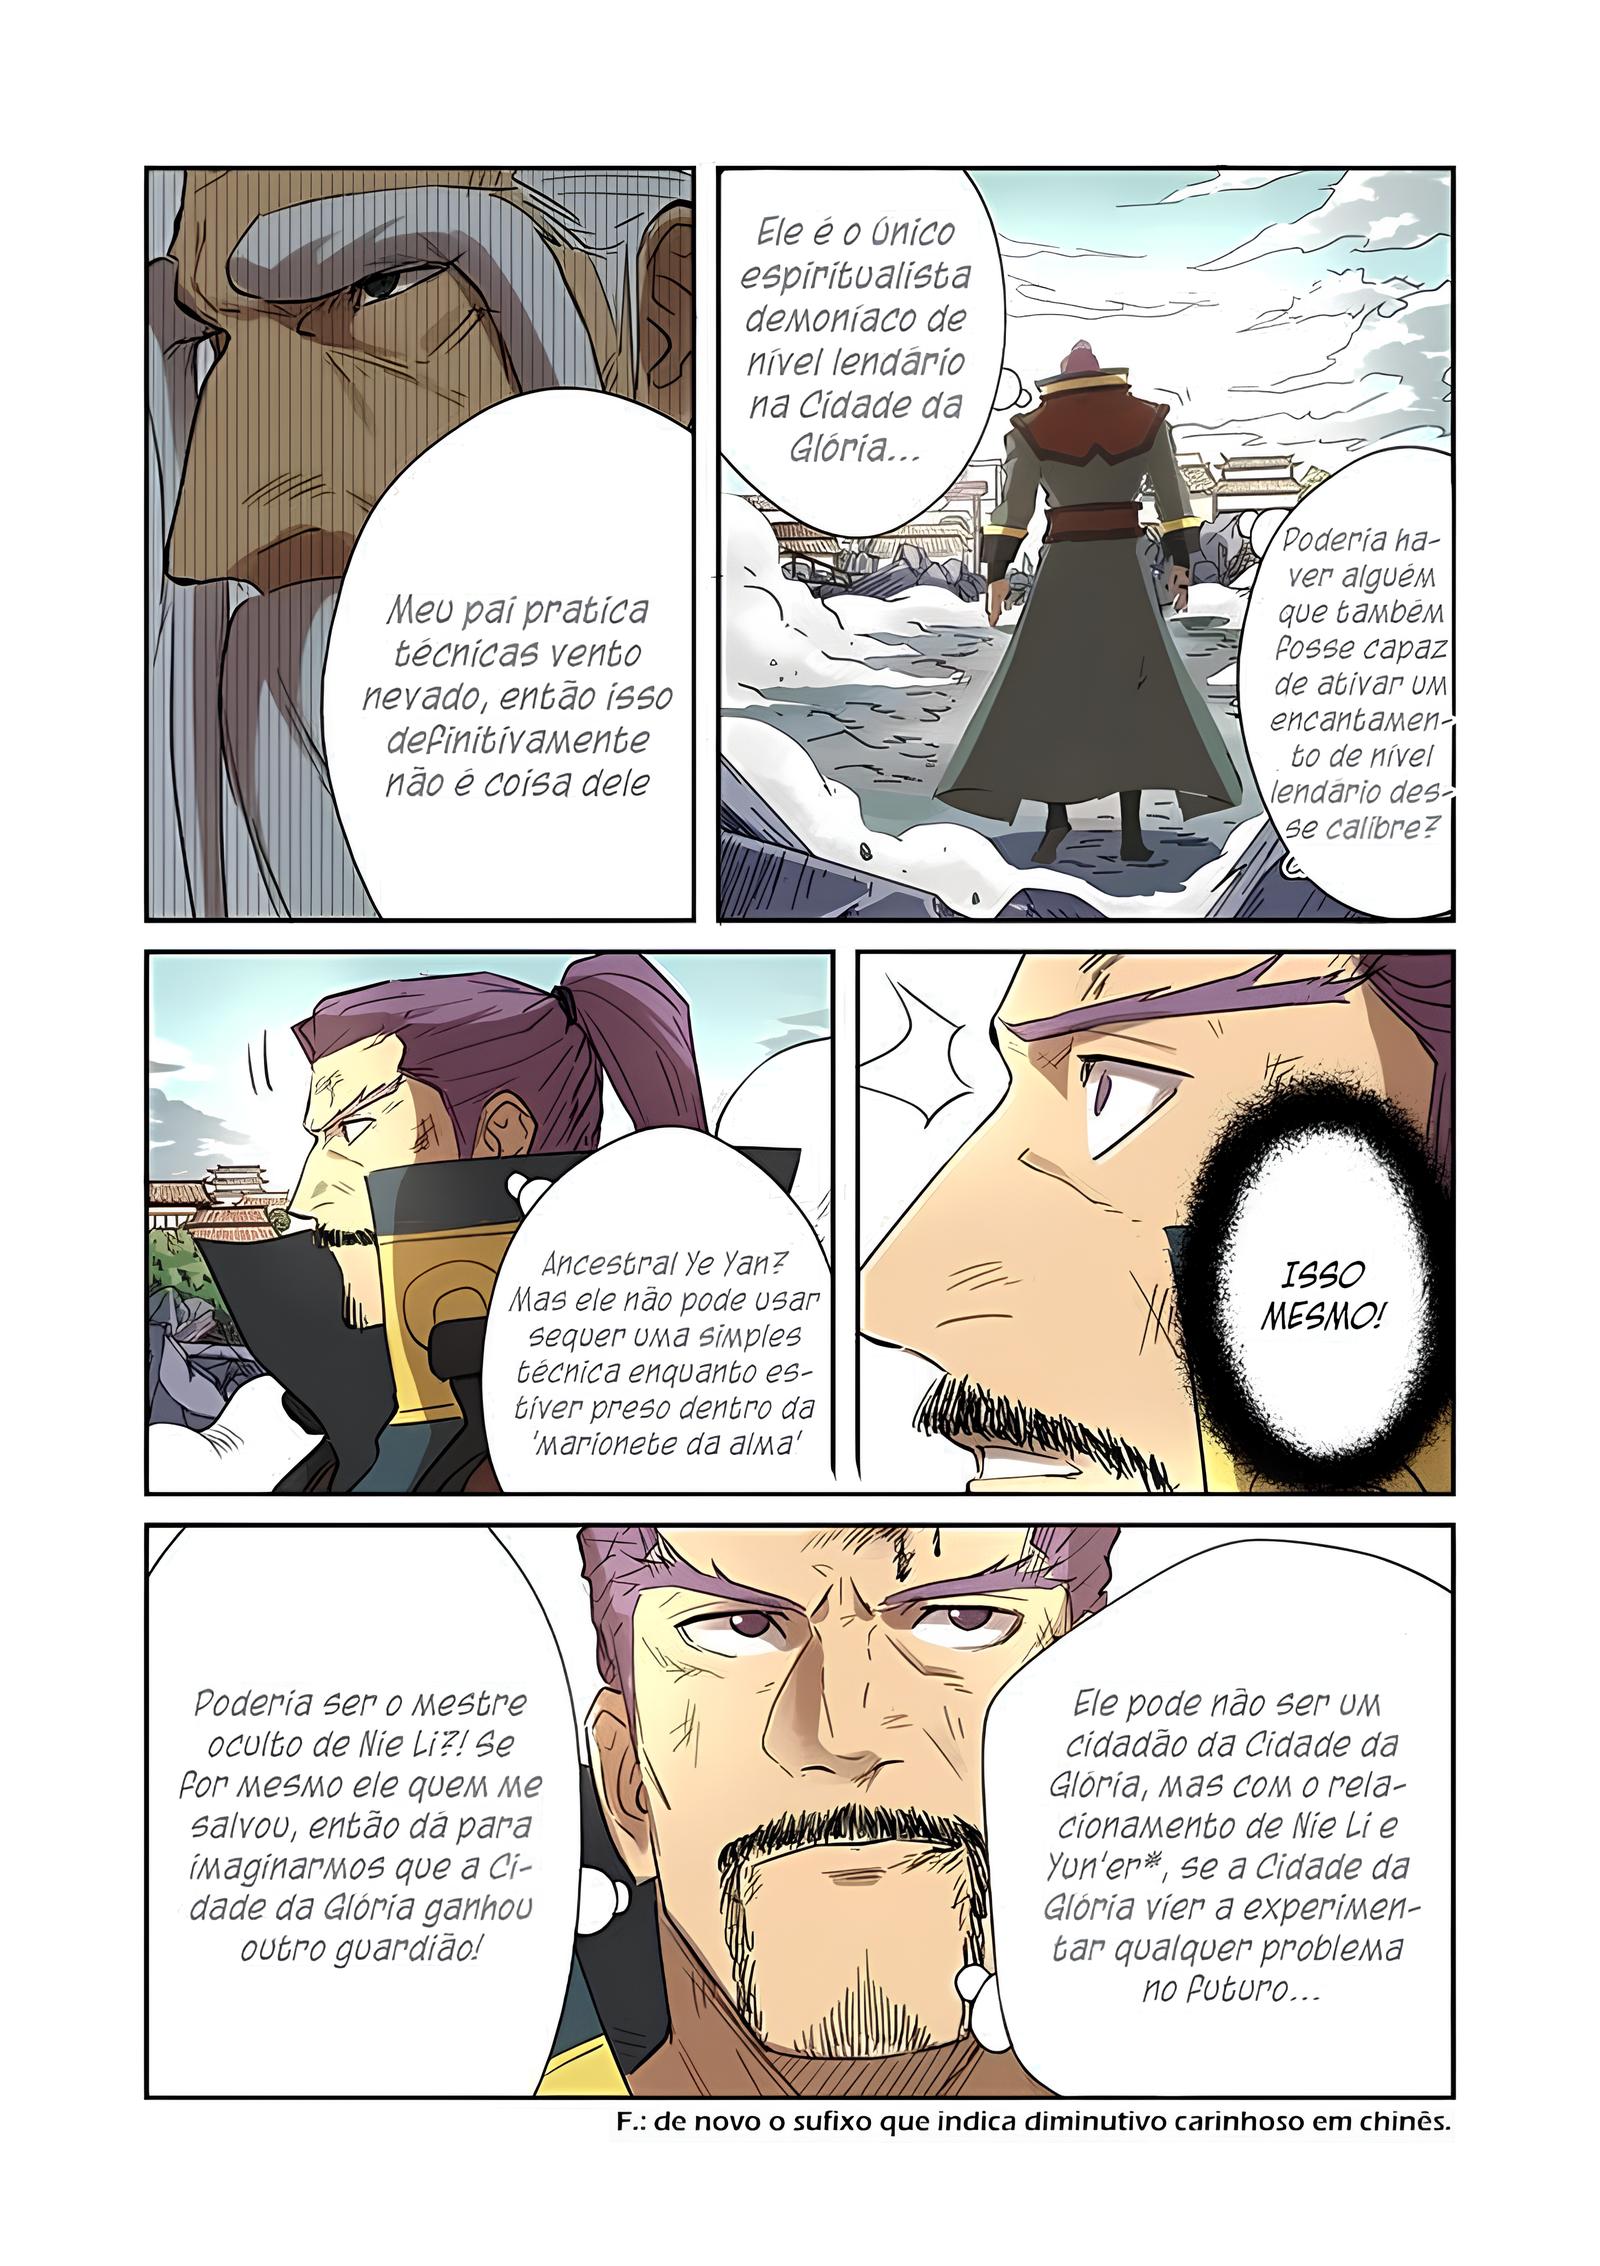 Meu pai pratica
técnicas vento
nevado, então isso
definitivamente
não é coisa dele
Ele é o único
espiritualista
demoníaco de
nível lendário
na Cidade da
Glória...
Poderia ha-
ver alguém
que também
fosse capaz
de ativar um
encantamen-
to de nível
lendário des-
se calibre?
Ancestral Ye Yan?
Mas ele não pode usar
sequer uma simples
técnica enquanto es-
tiver preso dentro da
'marionete da alma'
ISSO
MESMO!
Poderia ser o mestre
oculto de Nie Li?! Se
for mesmo ele quem me
salvou, então dá para
imaginarmos que a Ci-
dade da Glória ganhou
outro guardião!
Ele pode não ser um
cidadão da Cidade da
Glória, mas com o rela-
cionamento de Nie Li e
Yun'er*, se a Cidade da
Glória vier a experimen-
tar qualquer problema
no futuro...
F.: de novo o sufixo que indica diminutivo carinhoso em chinês.